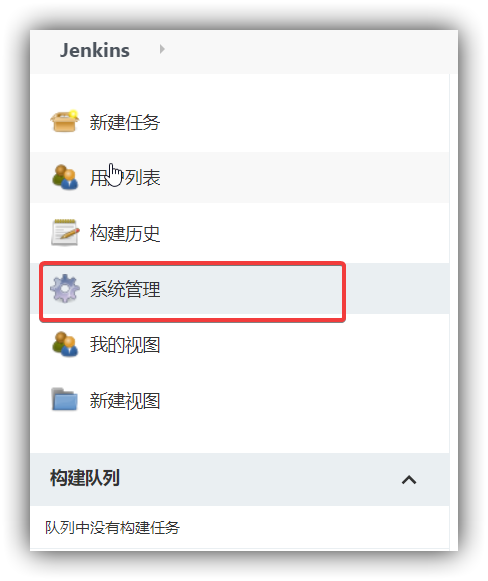 Jenkins
新建任务
用户列表
构建历史
系统管理
我的视图
新建视图
构建队列
队列中没有构建任务